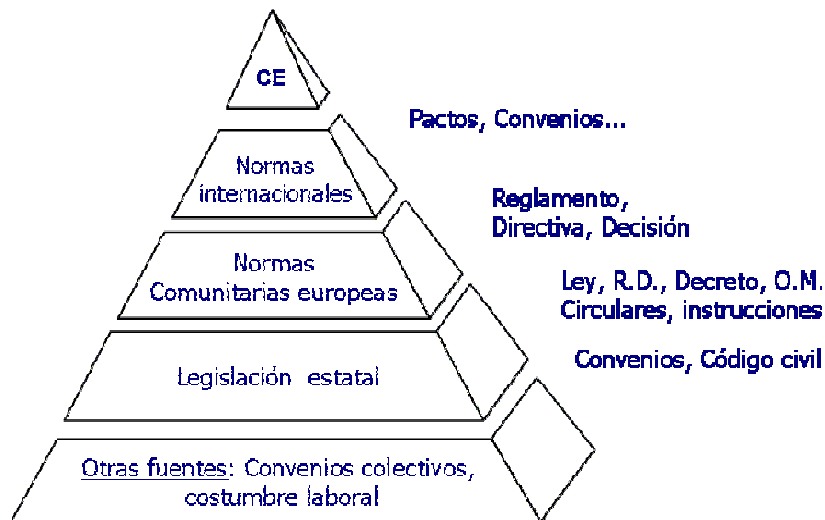 CE
Pactos, Convenios...
Normas
internacionales
Reglamento,
Directiva, Decisión
Normas
Comunitarias europeas
Ley, R.D., Decreto, O.M.
Circulares, instrucciones
Legislación estatal
Convenios, Código civil
Otras fuentes: Convenios colectivos,
costumbre laboral